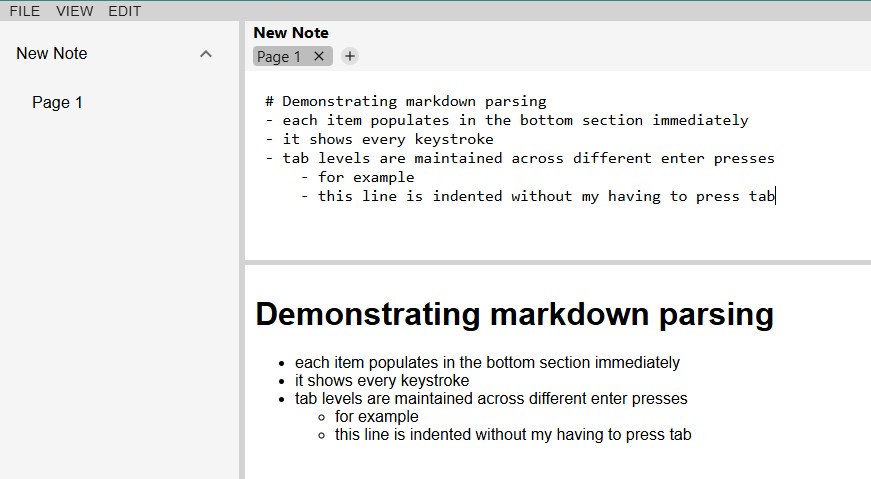 FILE VIEW EDIT
New Note
Page 1
New Note
Page 1 × +
# Demonstrating markdown parsing
- each item populates in the bottom section immediately
- it shows every keystroke
- tab levels are maintained across different enter presses
- for example
- this line is indented without my having to press tab
Demonstrating markdown parsing
• each item populates in the bottom section immediately
• it shows every keystroke
• tab levels are maintained across different enter presses
◦ for example
◦ this line is indented without my having to press tab